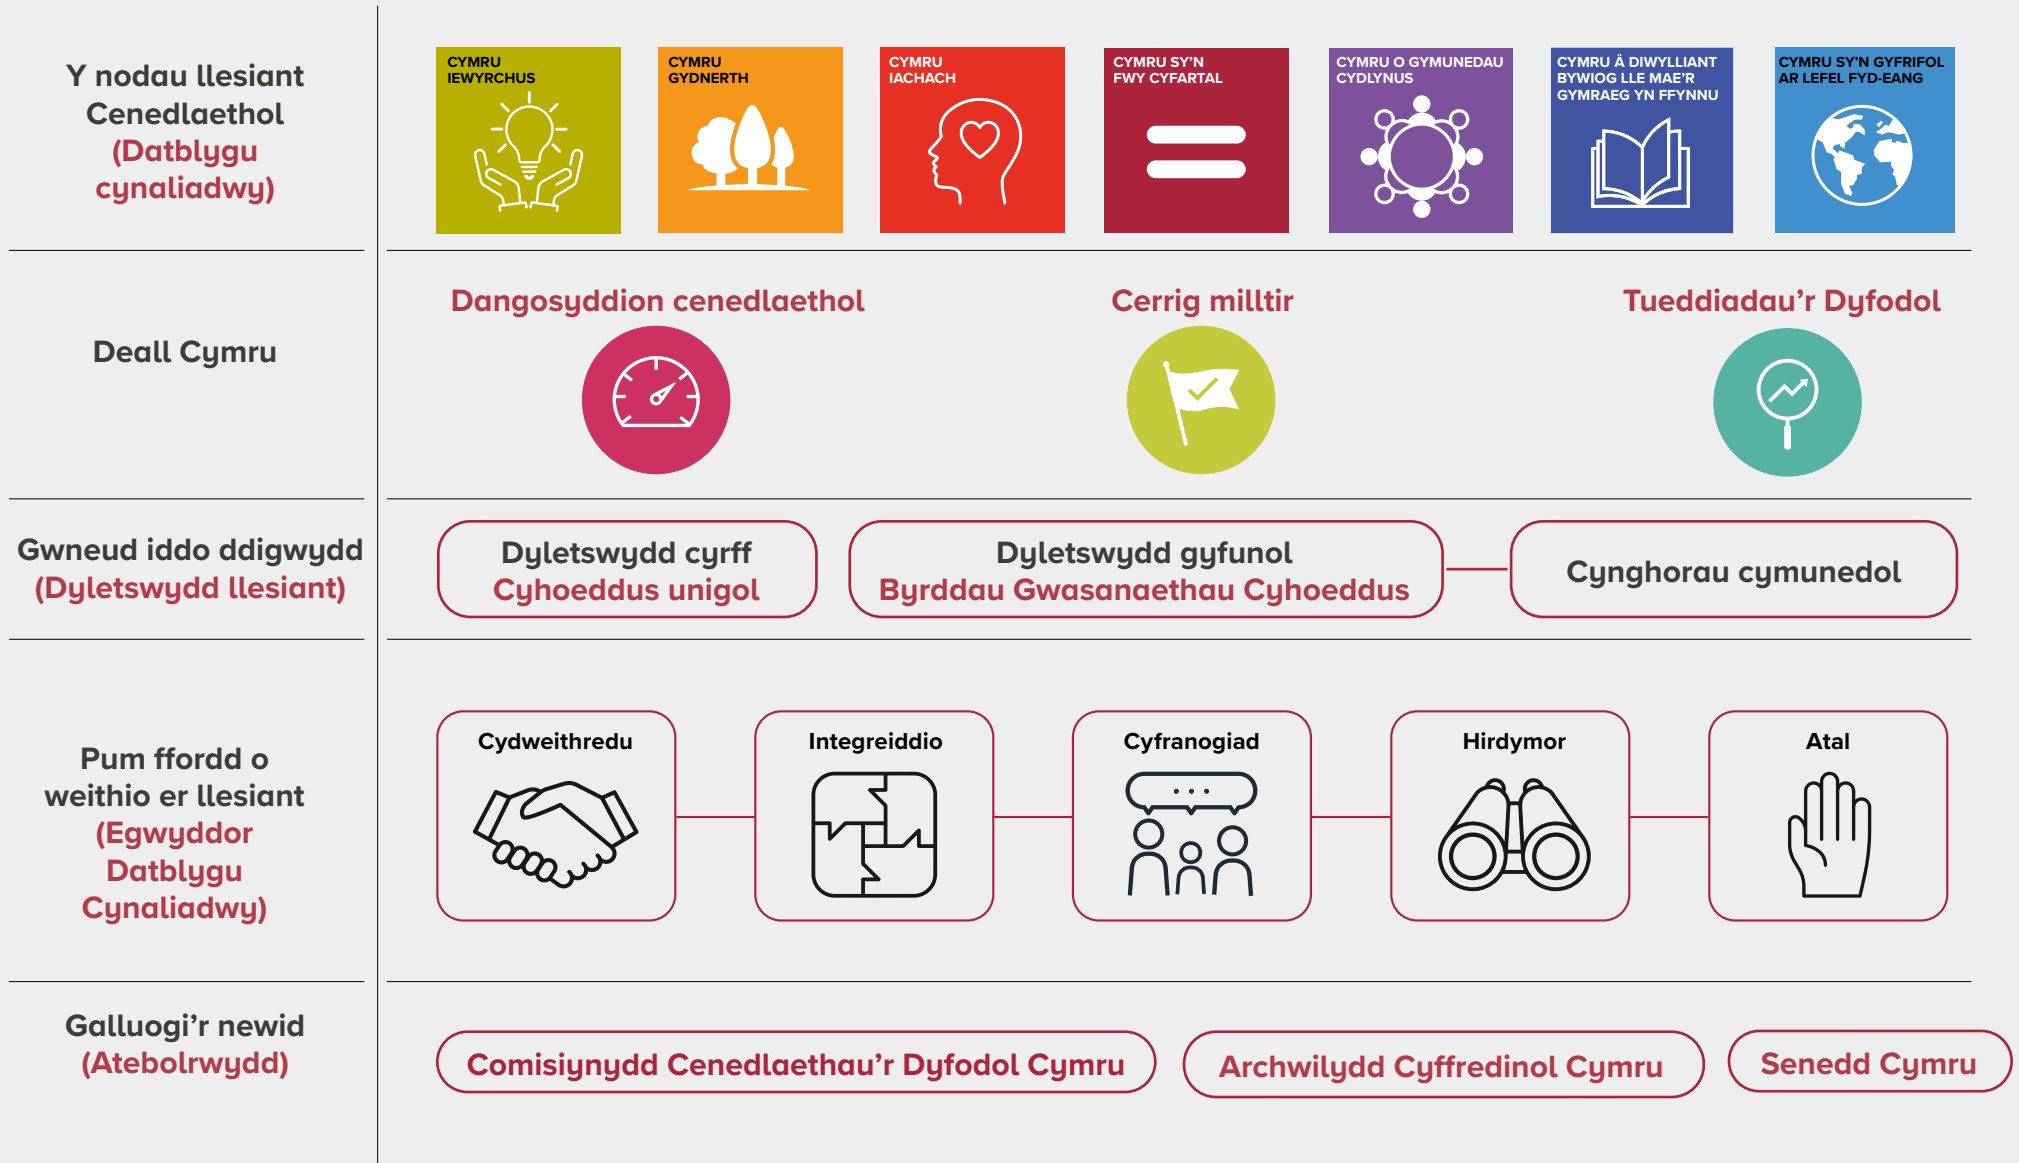 Y nodau llesiant
Cenedlaethol
(Datblygu
cynaliadwy)
CYMRU
lEWYRCHUS
CYMRU
GYDNERTH
CYMRU
IACHACH
CYMRU SY'N
FWY CYFARTAL
CYMRU O GYMUNEDAU
CYDLYNUS
CYMRU Â DIWYLLIANT
BYWIOG LLE MAE'R
GYMRAEG YN FFYNNU
CYMRU SY'N GYFRIFOL
AR LEFEL FYD-EANG
Deall Cymru
Dangosyddion cenedlaethol
Cerrig milltir
Tueddiadau'r Dyfodol
Gwneud iddo ddigwydd
(Dyletswydd llesiant)
Dyletswydd cyrff
Cyhoeddus unigol
Dyletswydd gyfunol
Byrddau Gwasanaethau Cyhoeddus
Cynghorau cymunedol
Pum ffordd o
weithio er llesiant
(Egwyddor
Datblygu
Cynaliadwy)
Cydweithredu
Integreiddio
Cyfranogiad
Hirdymor
Atal
Galluogi'r newid
(Atebolrwydd)
Comisiynydd Cenedlaethau'r Dyfodol Cymru
Archwilydd Cyffredinol Cymru
Senedd Cymru